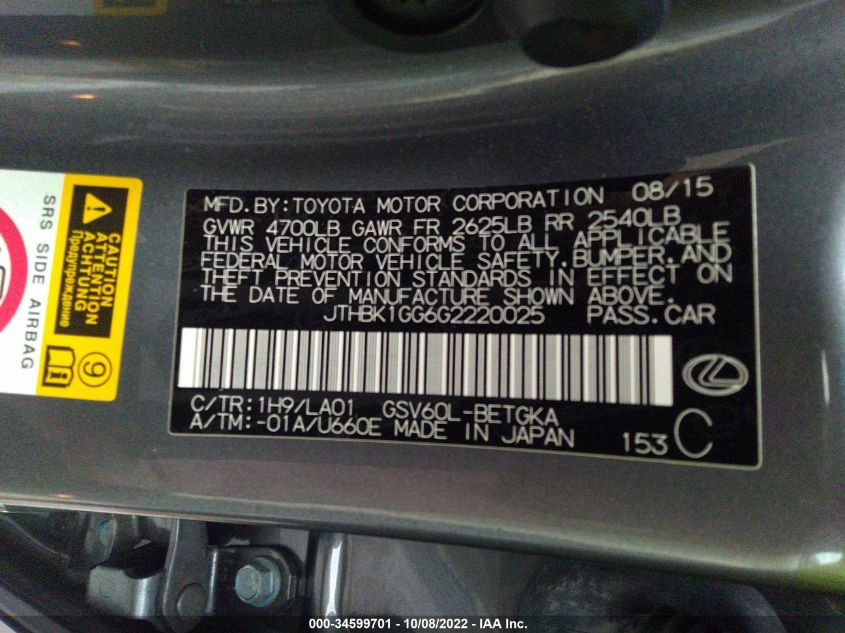 MFD.BY:TOYOTA MOTOR CORPORATION 08/15
GVWR 4700LB GAWR FR 2625LB RR 2540LB
THIS VEHICLE CONFORMS TO ALL APPLICABLE
FEDERAL MOTOR VEHICLE SAFETY,BUMPER,AND
THEFT PREVENTION STANDARDS IN EFFECT ON
THE DATE OF MANUFACTURE SHOWN ABOVE.
JTHBK1GG6G2220025 PASS.CAR
C/TR:1H9/LA01 GSV60L-BETGKA
A/TM:-01A/U660E MADE IN JAPAN 153 C
SRS SIDE AIRBAG
CAUTION
ATTENTION
ACHTUNG
Предупреждение
9
000-34599701 - 10/08/2022 - IAA Inc.